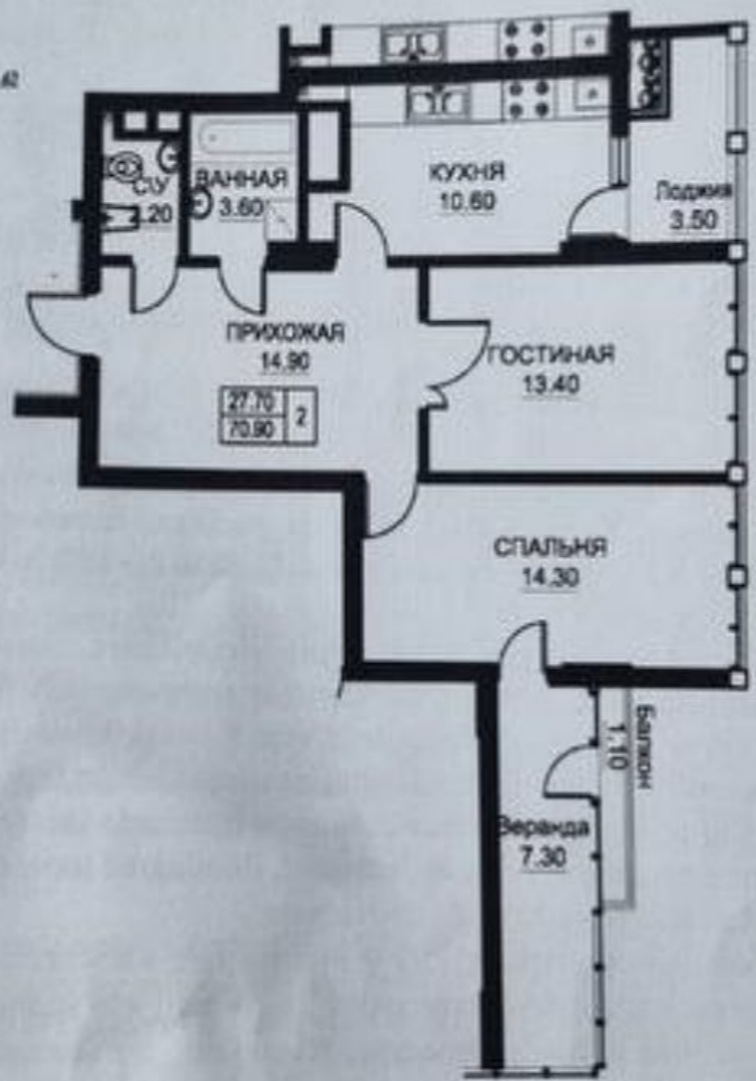 КУХНЯ
10.60
Лоджия
3.50
С\У
2.20
ВАННАЯ
3.60
ПРИХОЖАЯ
14.90
27.70
70.90
2
ГОСТИНАЯ
13.40
СПАЛЬНЯ
14.30
Балкон
1.10
Веранда
7.30